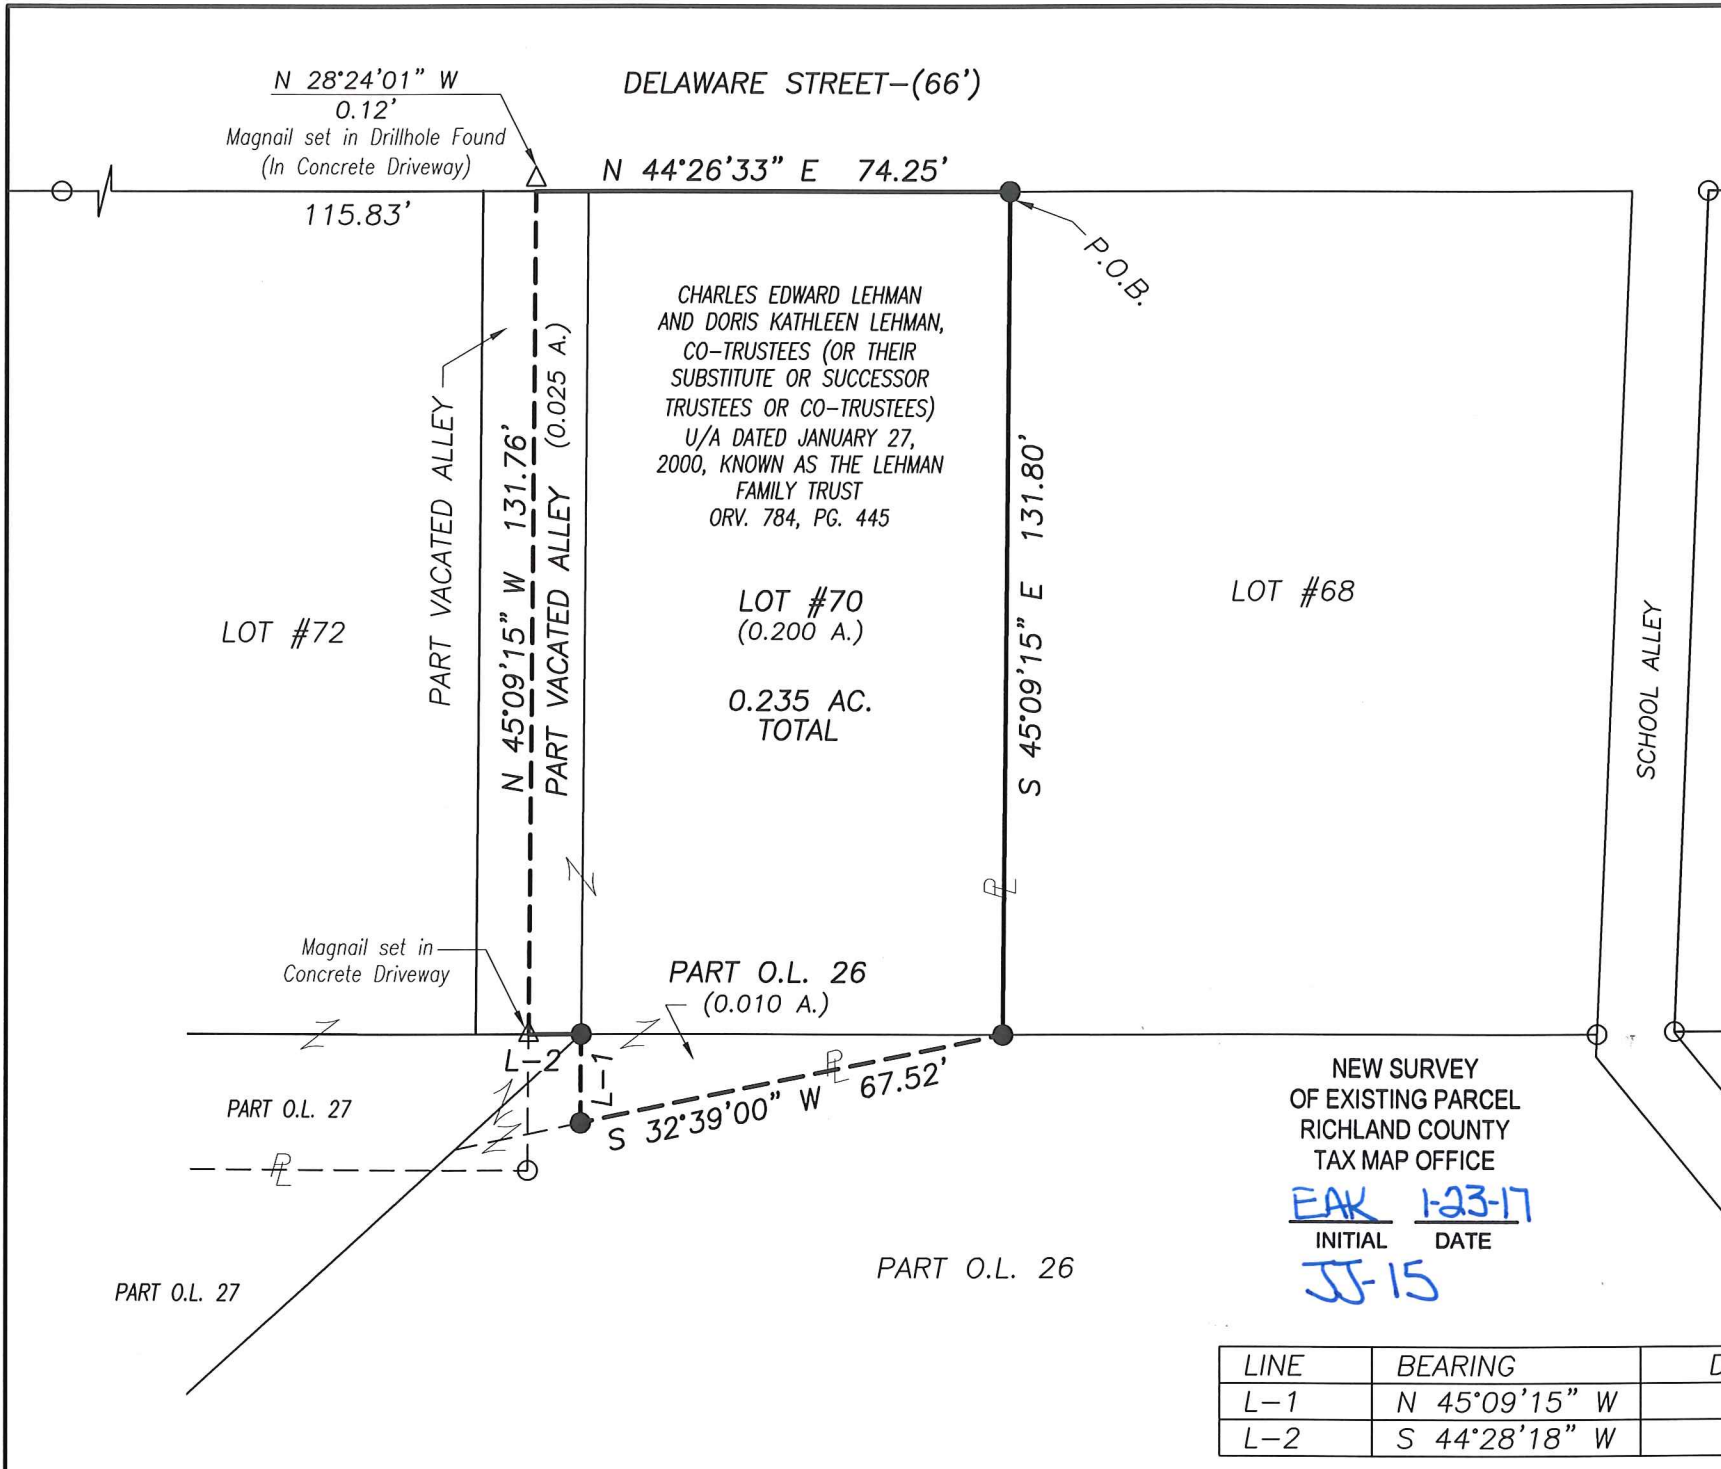 N 28°24'01" W
0.12'
Magnail set in Drillhole Found
(In Concrete Driveway)
DELAWARE STREET-(66')
N 44°26'33" E 74.25'
115.83'
P.O.B.
CHARLES EDWARD LEHMAN
AND DORIS KATHLEEN LEHMAN,
CO-TRUSTEES (OR THEIR
SUBSTITUTE OR SUCCESSOR
TRUSTEES OR CO-TRUSTEES)
U/A DATED JANUARY 27,
2000, KNOWN AS THE LEHMAN
FAMILY TRUST
ORV. 784, PG. 445
PART VACATED ALLEY
N 45°09'15" W 131.76'
PART VACATED ALLEY (0.025 A.)
S 45°09'15" E 131.80'
LOT #72
LOT #70
(0.200 A.)
0.235 AC.
TOTAL
LOT #68
SCHOOL ALLEY
PL
Magnail set in
Concrete Driveway
PART O.L. 26
(0.010 A.)
L-2
L-1
PL
S 32°39'00" W 67.52'
PART O.L. 27
PL
PART O.L. 27
PART O.L. 26
NEW SURVEY
OF EXISTING PARCEL
RICHLAND COUNTY
TAX MAP OFFICE
EAK 1-23-17
INITIAL DATE
JJ-15
LINE BEARING D
L-1 N 45°09'15" W
L-2 S 44°28'18" W